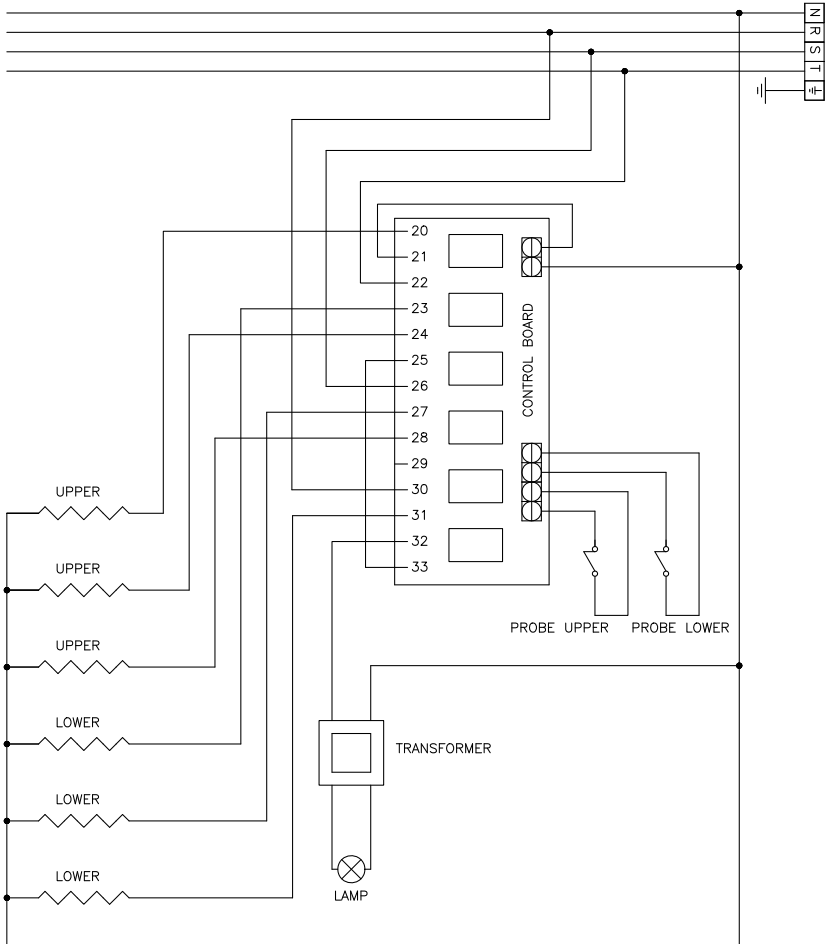 N
R
S
T
20
21
22
23
24
25
26
27
28
29
30
31
32
33
CONTROL BOARD
UPPER
UPPER
UPPER
LOWER
LOWER
LOWER
PROBE UPPER
PROBE LOWER
TRANSFORMER
LAMP